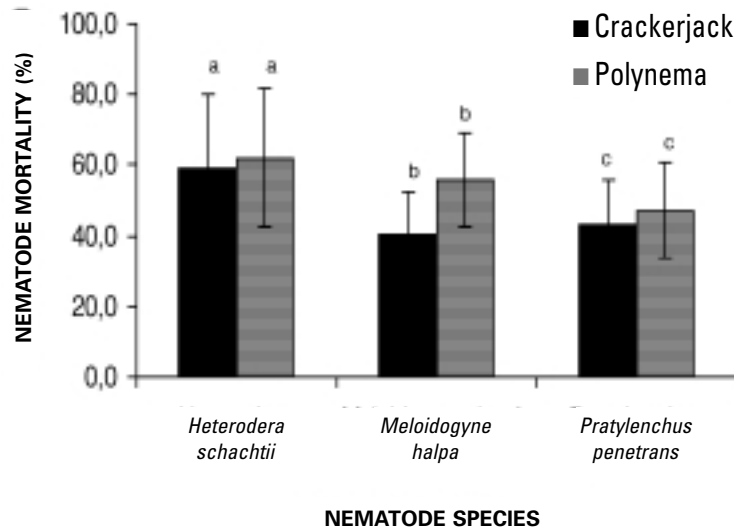 100,0
80,0
60,0
40,0
20,0
0,0
NEMATODE MORTALITY (%)
Crackerjack
Polynema
a a
b b
c c
Heterodera
schachtii
Meloidogyne
halpa
Pratylenchus
penetrans
NEMATODE SPECIES